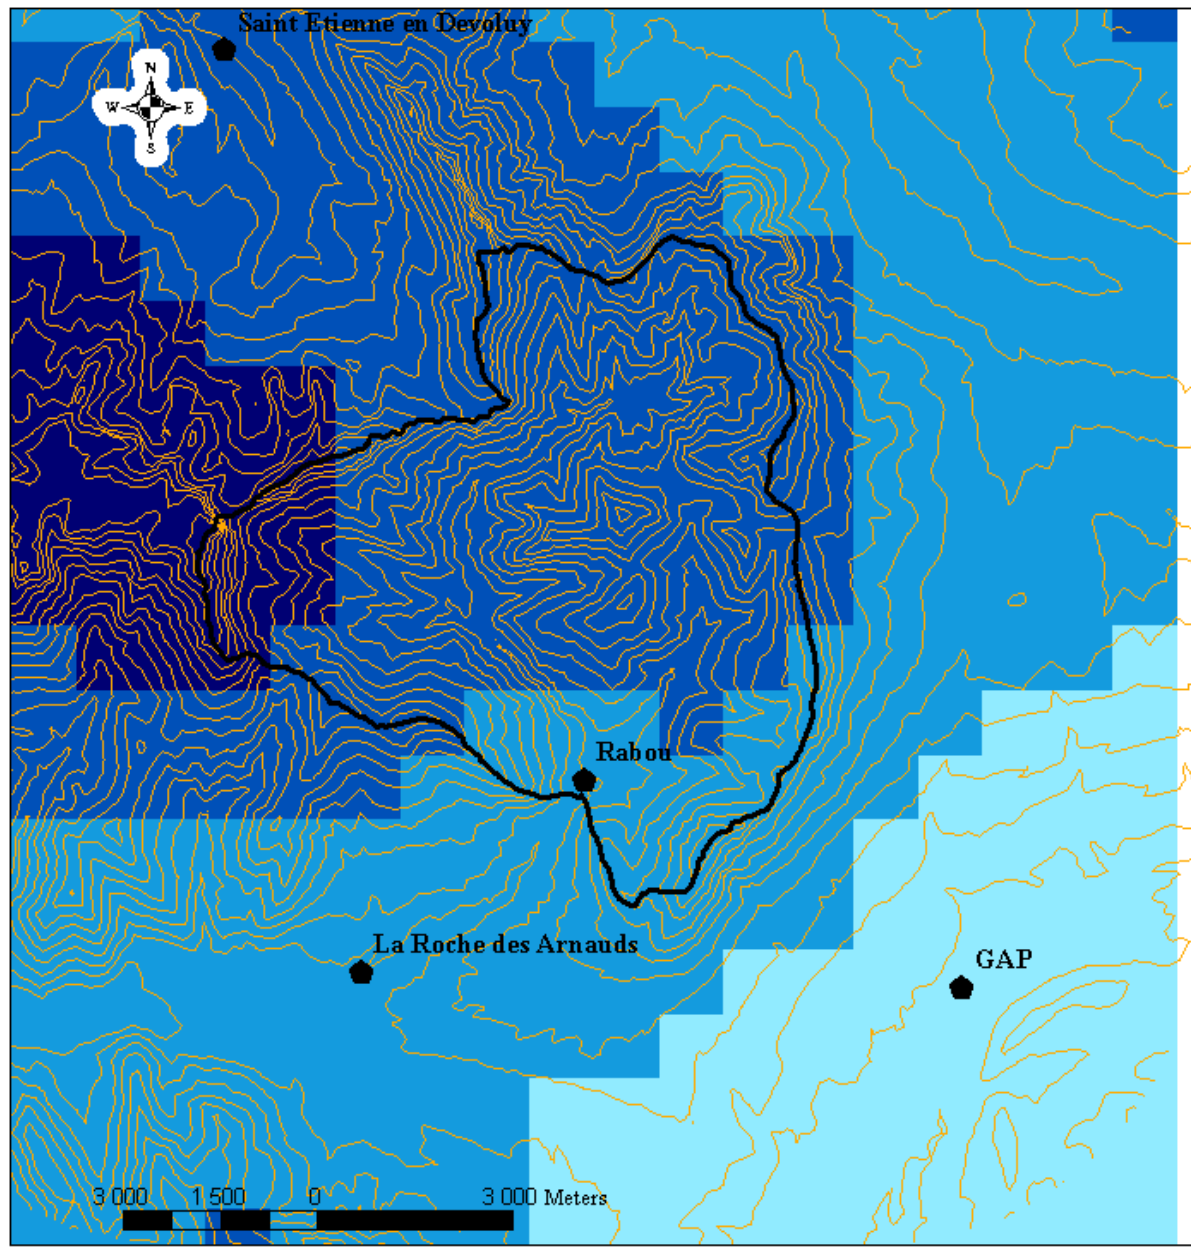 Saint Etienne en Devoluy
N
W E
S
Rabou
La Roche des Arnauds
GAP
3 000 1 500 0 3 000 Meters